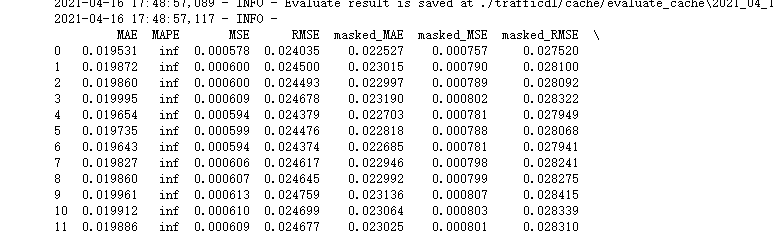 2021-04-16 17:48:57,089 - INFO - Evaluate result is saved at ./trafficdl/cache/evaluate_cache\2021_04_1
2021-04-16 17:48:57,117 - INFO -
MAE MAPE MSE RMSE masked_MAE masked_MSE masked_RMSE \
0 0.019531 inf 0.000578 0.024035 0.022527 0.000757 0.027520
1 0.019872 inf 0.000600 0.024500 0.023015 0.000790 0.028100
2 0.019860 inf 0.000600 0.024493 0.022997 0.000789 0.028092
3 0.019995 inf 0.000609 0.024678 0.023190 0.000802 0.028322
4 0.019654 inf 0.000594 0.024379 0.022703 0.000781 0.027949
5 0.019735 inf 0.000599 0.024476 0.022818 0.000788 0.028068
6 0.019643 inf 0.000594 0.024374 0.022685 0.000781 0.027941
7 0.019827 inf 0.000606 0.024617 0.022946 0.000798 0.028241
8 0.019860 inf 0.000607 0.024645 0.022992 0.000799 0.028275
9 0.019961 inf 0.000613 0.024759 0.023136 0.000807 0.028415
10 0.019912 inf 0.000610 0.024699 0.023064 0.000803 0.028339
11 0.019886 inf 0.000609 0.024677 0.023025 0.000801 0.028310